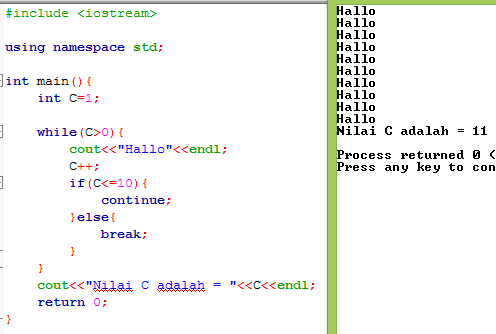 #include <iostream>

using namespace std;

int main(){
    int C=1;

    while(C>0){
        cout<<"Hallo"<<endl;
        C++;
        if(C<=10){
            continue;
        }else{
            break;
        }
    }
    cout<<"Nilai C adalah = "<<C<<endl;
    return 0;
}
Hallo
Hallo
Hallo
Hallo
Hallo
Hallo
Hallo
Hallo
Hallo
Hallo
Nilai C adalah = 11

Process returned 0 (
Press any key to con